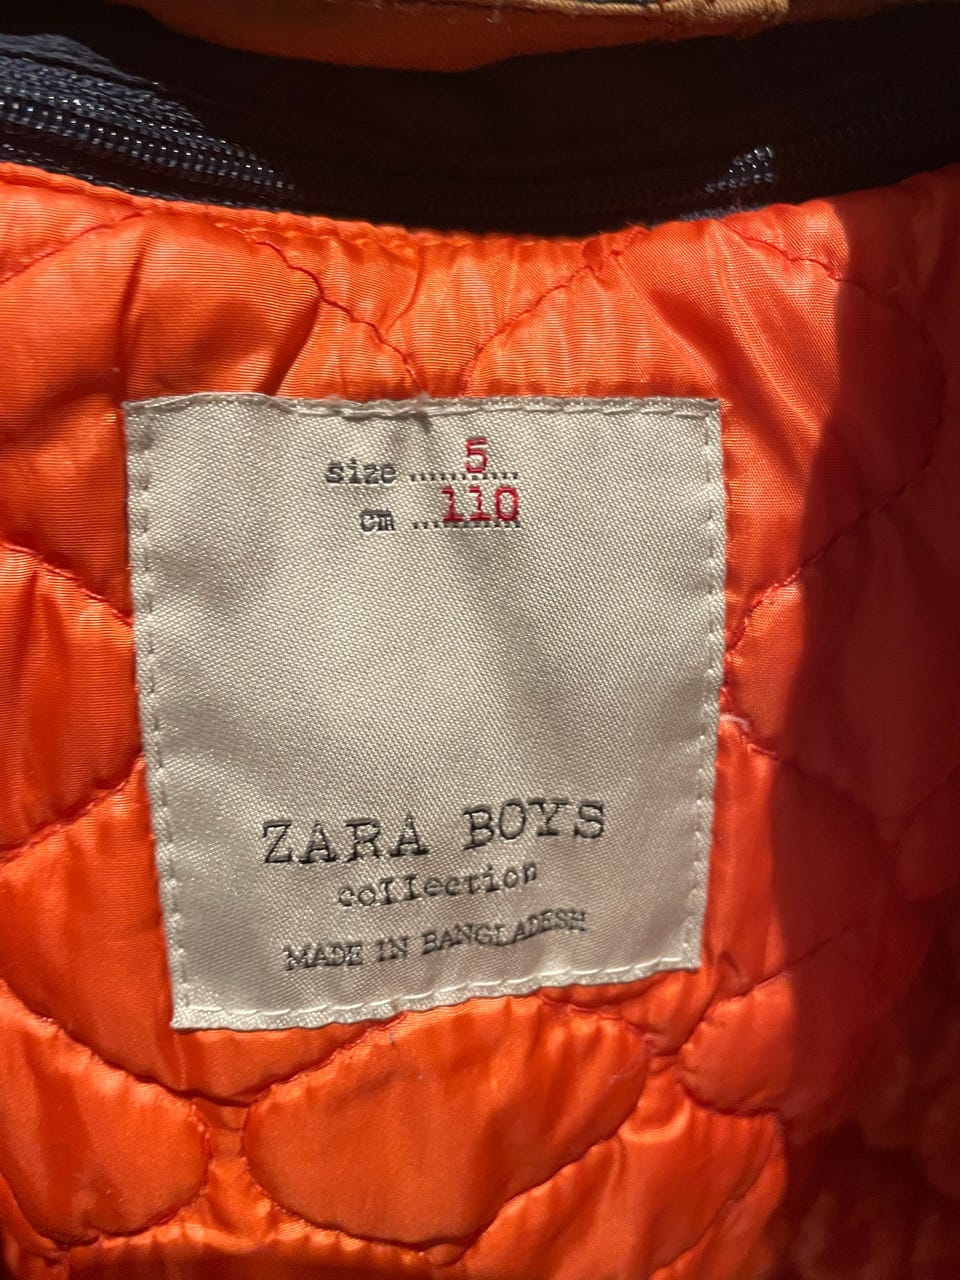 size ........ 5
cm ........ 110
ZARA BOYS
collection
MADE IN BANGLADESH